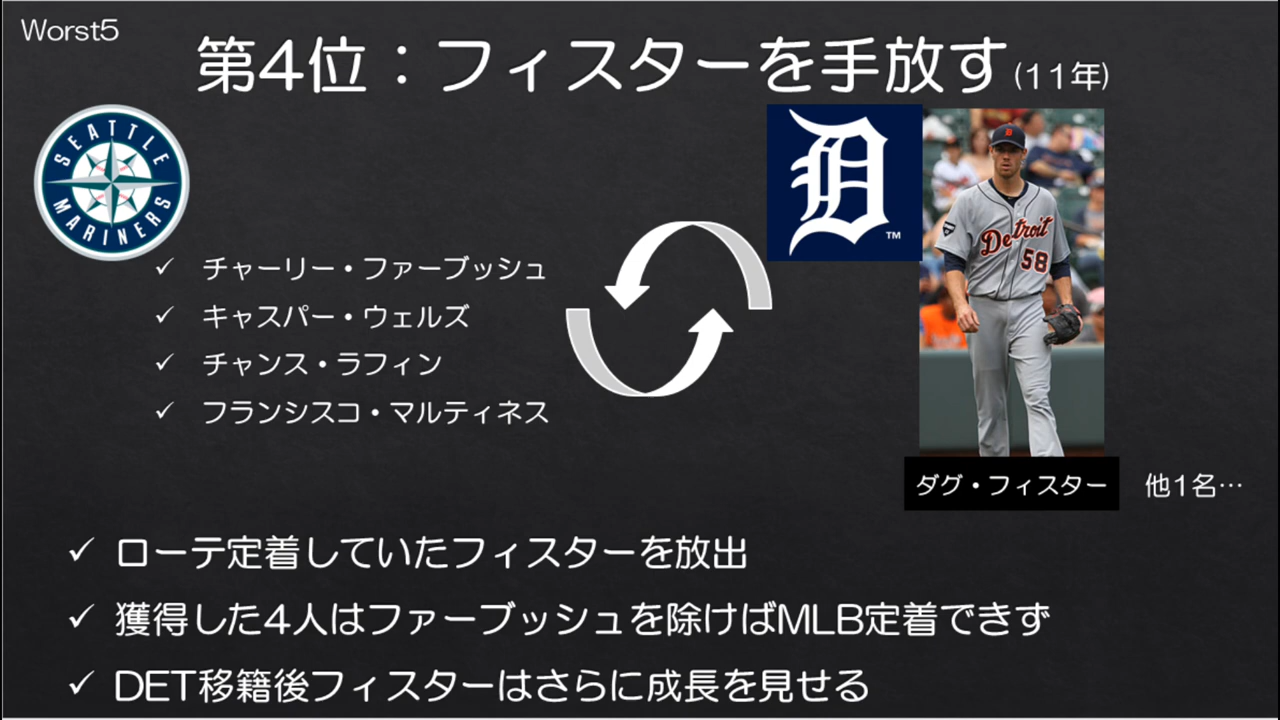 Worst5
第4位：フィスターを手放す(11年)
SEATTLE
MARINERS
D
TM
Detroit
58
✓ チャーリー・ファーブッシュ
✓ キャスパー・ウェルズ
✓ チャンス・ラフィン
✓ フランシスコ・マルティネス
ダグ・フィスター
他1名…
✓ ローテ定着していたフィスターを放出
✓ 獲得した4人はファーブッシュを除けばMLB定着できず
✓ DET移籍後フィスターはさらに成長を見せる